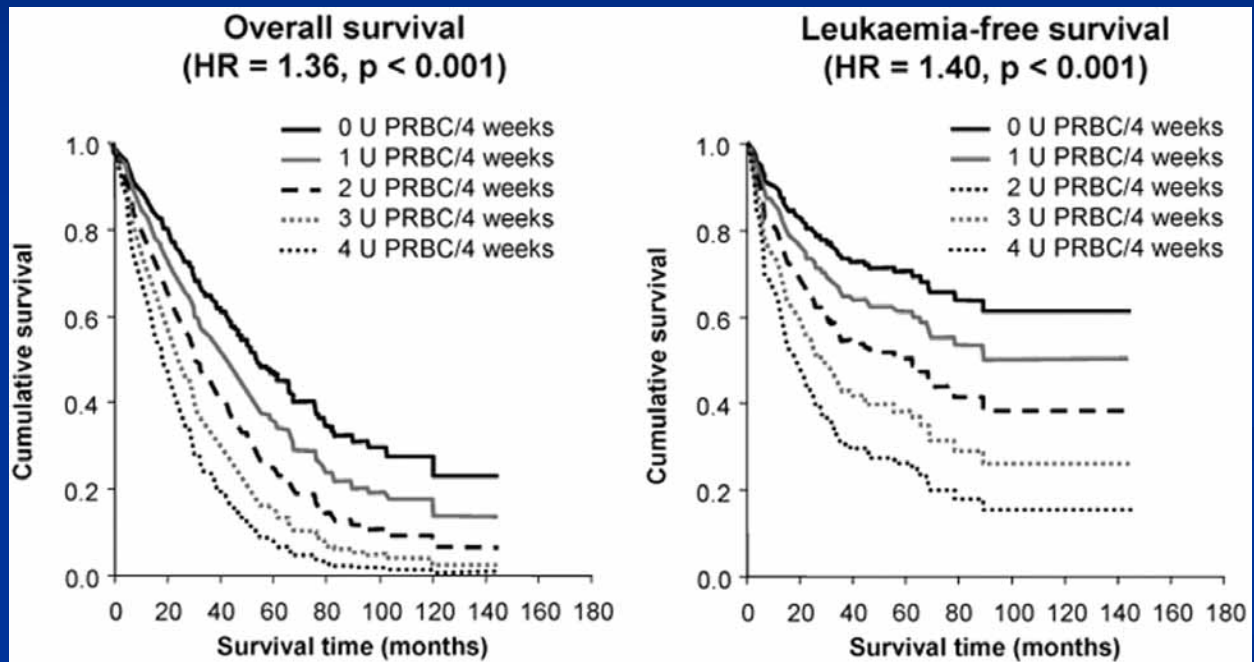 Overall survival
(HR = 1.36, p < 0.001)
0 U PRBC/4 weeks
1 U PRBC/4 weeks
2 U PRBC/4 weeks
3 U PRBC/4 weeks
4 U PRBC/4 weeks
Cumulative survival
1.0
0.8
0.6
0.4
0.2
0.0
0 20 40 60 80 100 120 140 160 180
Survival time (months)
Leukaemia-free survival
(HR = 1.40, p < 0.001)
0 U PRBC/4 weeks
1 U PRBC/4 weeks
2 U PRBC/4 weeks
3 U PRBC/4 weeks
4 U PRBC/4 weeks
Cumulative survival
1.0
0.8
0.6
0.4
0.2
0.0
0 20 40 60 80 100 120 140 160 180
Survival time (months)